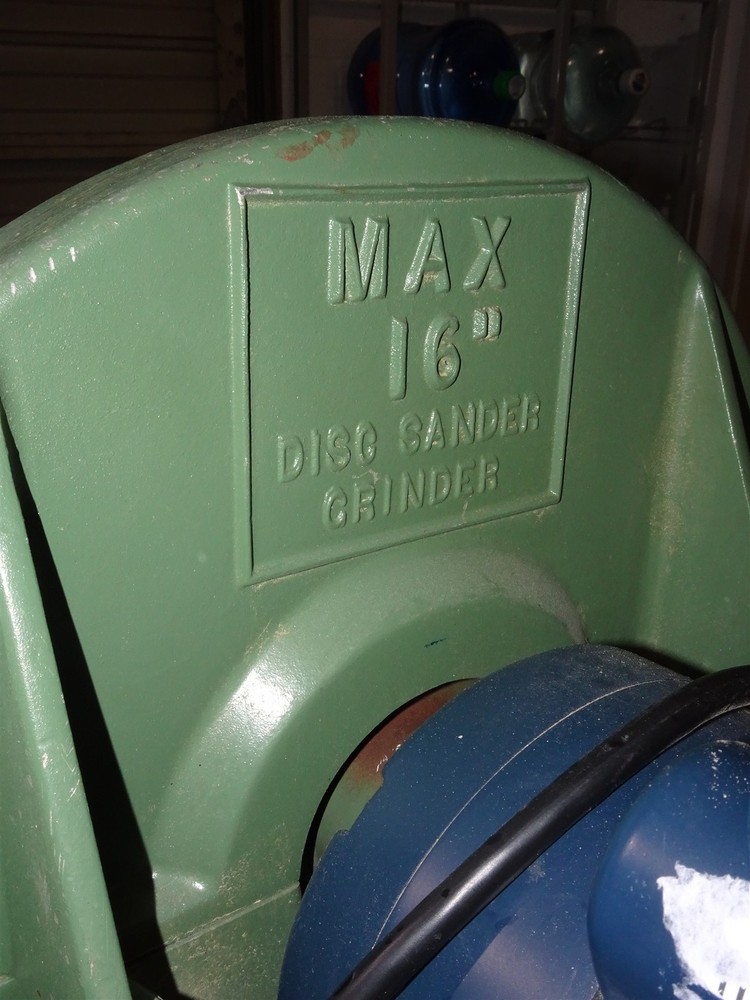 MAX
16"
DISC SANDER
GRINDER